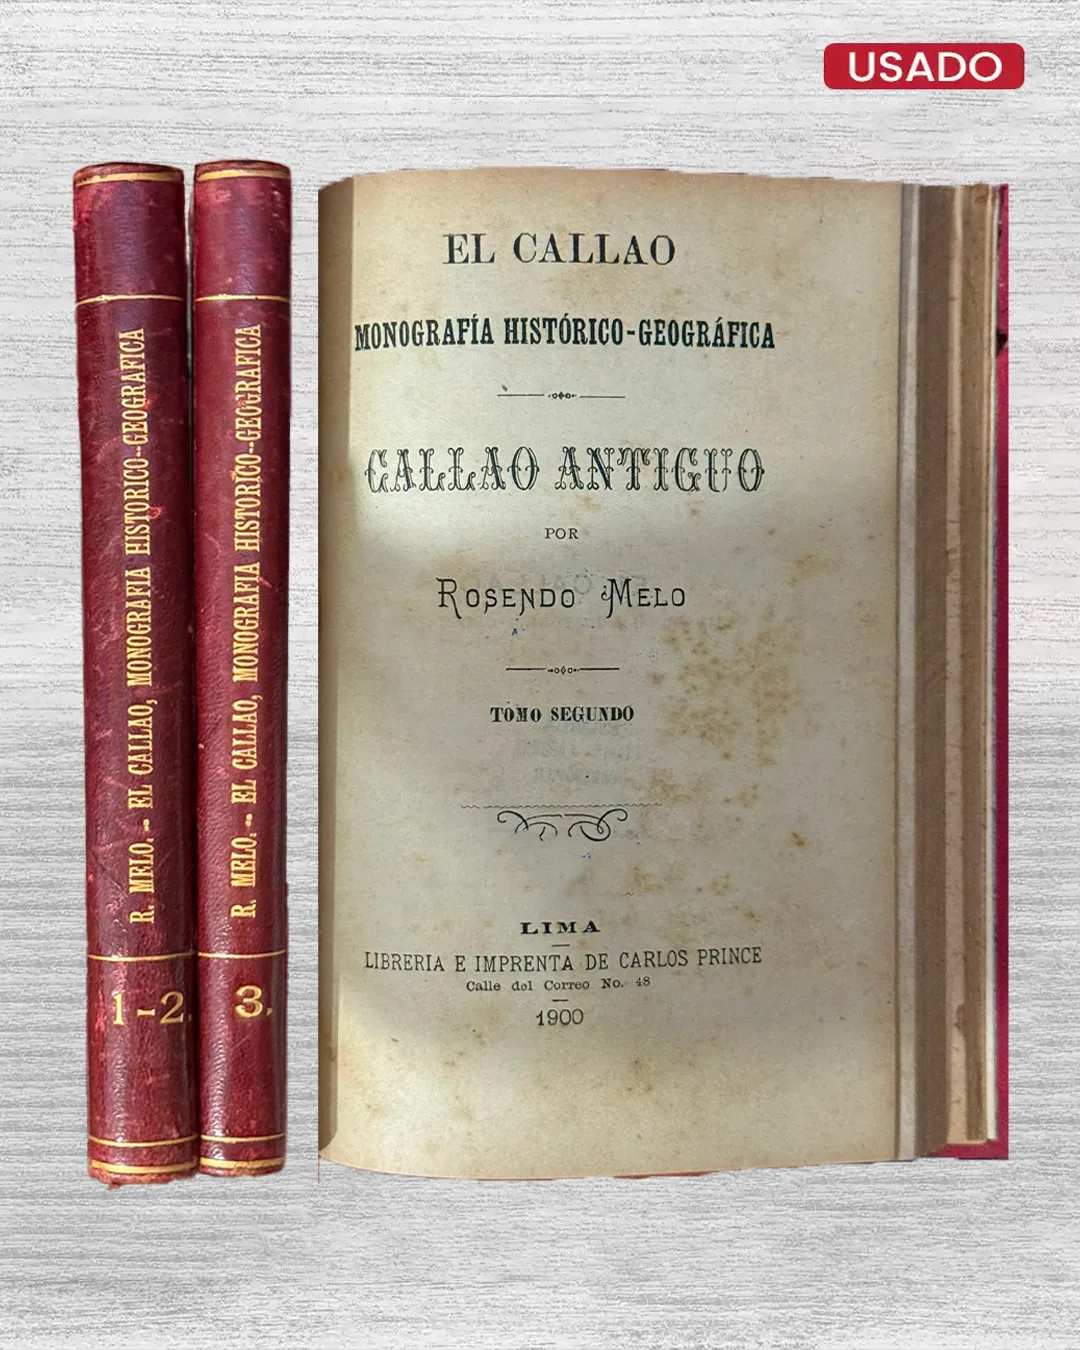 USADO
R. MELO.-- EL CALLAO, MONOGRAFIA HISTORICO--GEOGRAFICA
1-2.
R. MELO.-- EL CALLAO, MONOGRAFIA HISTORICO--GEOGRAFICA
3.
EL CALLAO
MONOGRAFÍA HISTÓRICO-GEOGRÁFICA
CALLAO ANTIGUO
POR
ROSENDO MELO
TOMO SEGUNDO
LIMA
LIBRERIA E IMPRENTA DE CARLOS PRINCE
Calle del Correo No. 48
1900